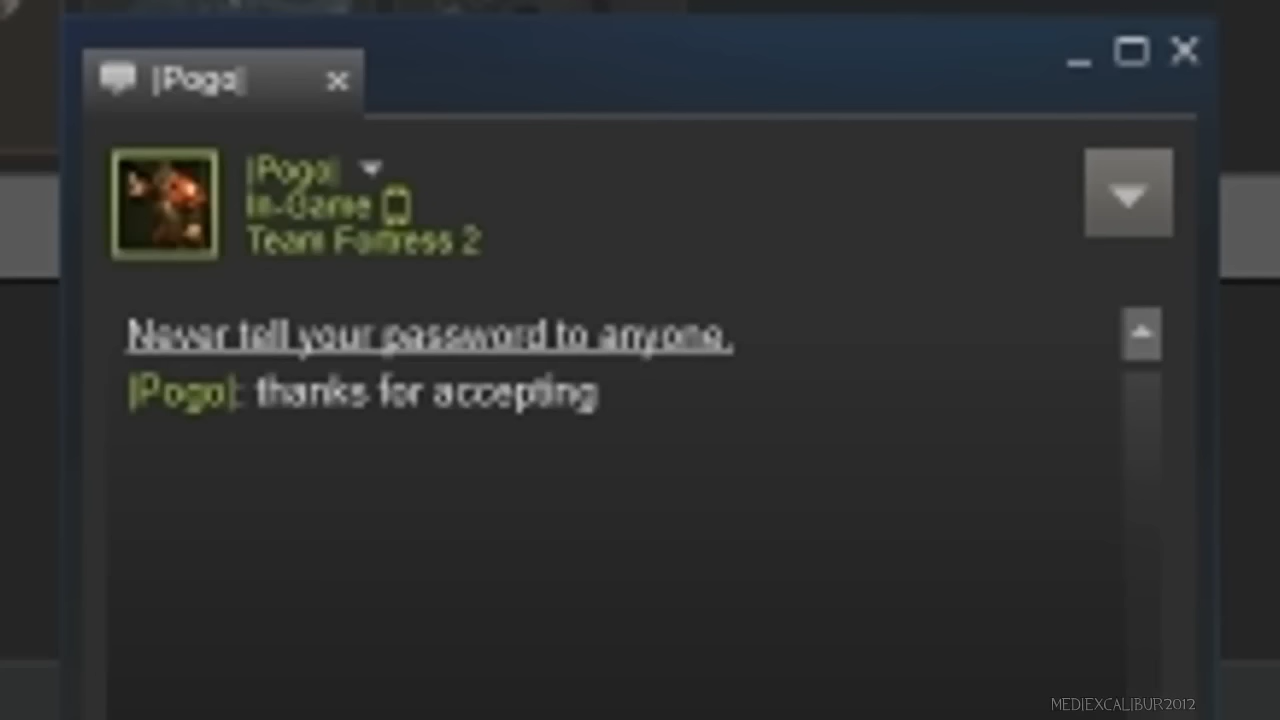 |Pogo|
|Pogo|
In-Game
Team Fortress 2
Never tell your password to anyone.
|Pogo|: thanks for accepting
MEDIEXCALIBUR2012